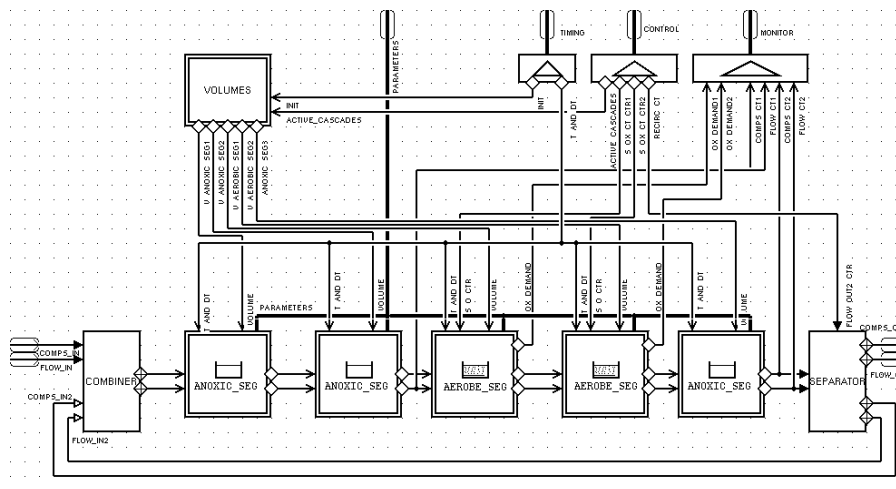 TIMING
CONTROL
MONITOR
PARAMETERS
VOLUMES
INIT
ACTIVE_CASCADES
INIT
T AND DT
ACTIVE CASCADES
S OX CT CTR1
S OX CT CTR2
RECIRC CT
OX DEMAND1
OX DEMAND2
COMPS CT1
FLOW CT1
COMPS CT2
FLOW CT2
V ANOXIC SEG1
V ANOXIC SEG2
V AEROBIC SEG1
V AEROBIC SEG2
ANOXIC SEG3
T AND DT
VOLUME
PARAMETERS
T AND DT
VOLUME
T AND DT
S O CTR
VOLUME
OX DEMAND
T AND DT
S O CTR
VOLUME
OX DEMAND
T AND DT
VOLUME
FLOW OUT2 CTR
COMPS_IN
FLOW_IN
COMBINER
ANOXIC_SEG
ANOXIC_SEG
AEROBE_SEG
AEROBE_SEG
ANOXIC_SEG
SEPARATOR
COMPS_IN2
FLOW_IN2